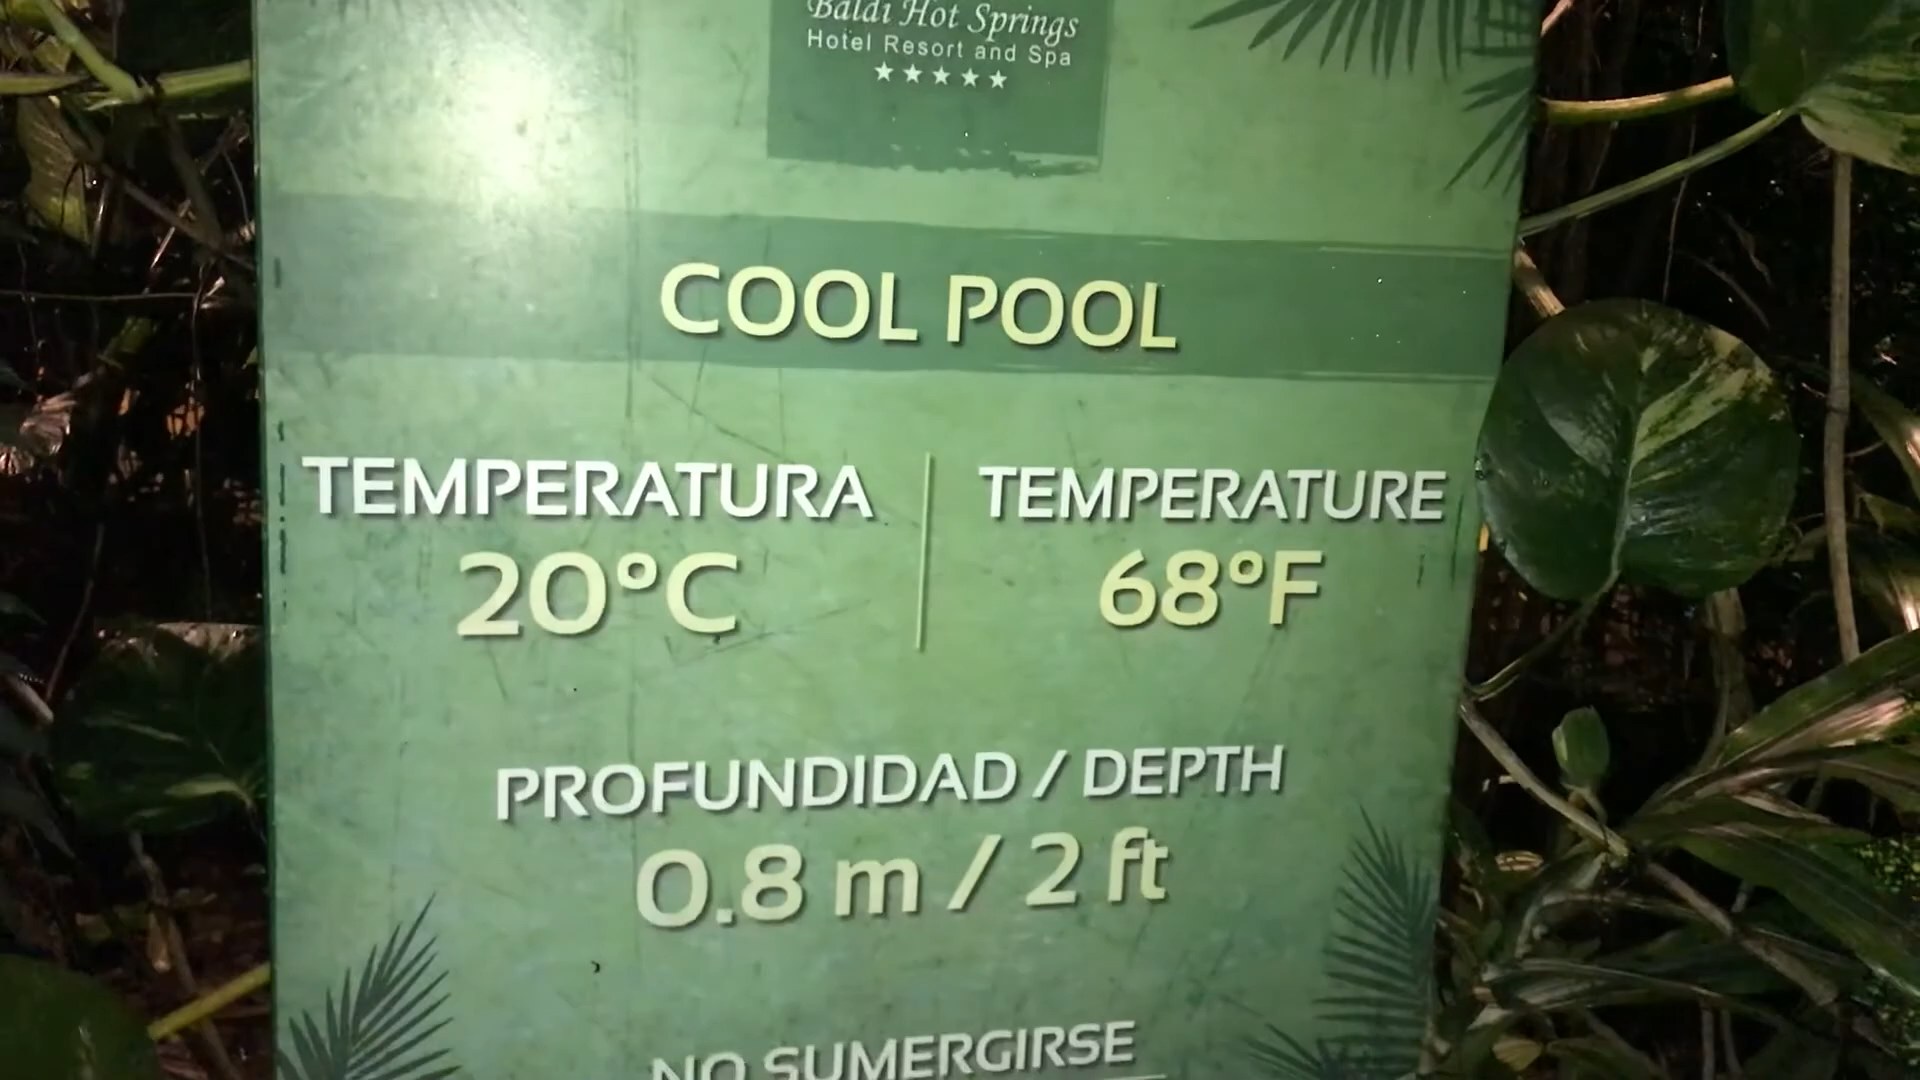 Baldi Hot Springs
Hotel Resort and Spa
COOL POOL
TEMPERATURA
20°C
TEMPERATURE
68°F
PROFUNDIDAD / DEPTH
0.8 m / 2 ft
NO SUMERGIRSE